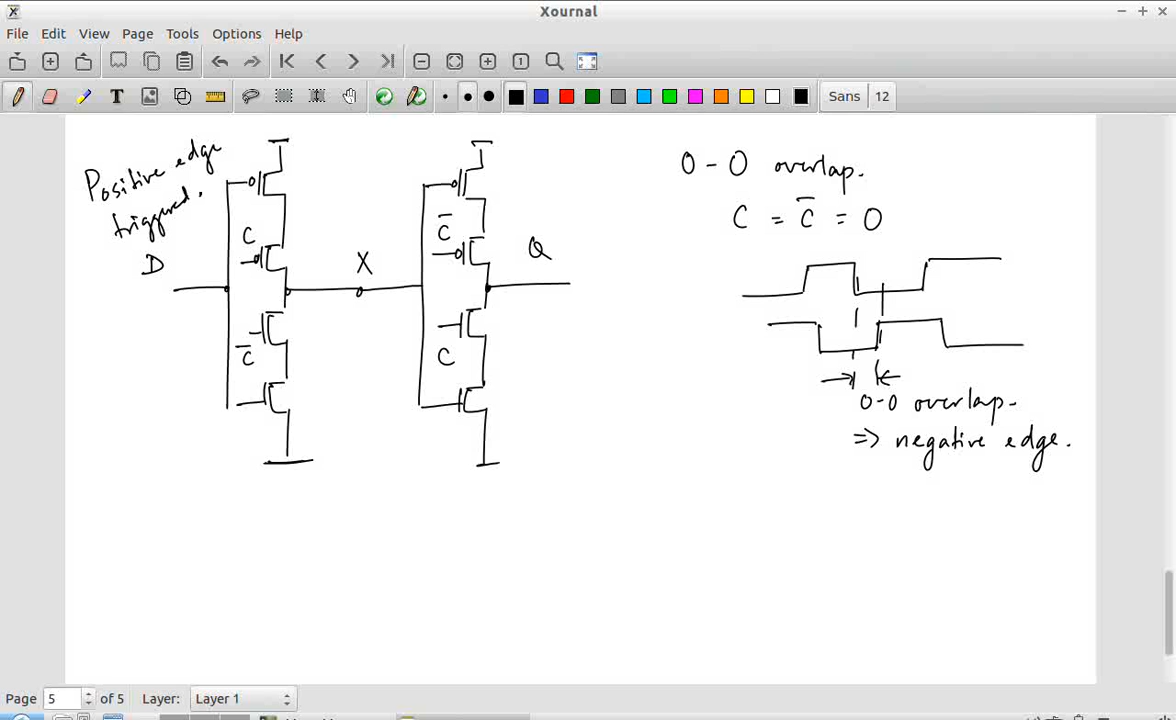 Xournal
File Edit View Page Tools Options Help
Sans 12
Positive edge
triggered.
D
C
C̅
X
C̅
C
Q
0-0 overlap.
C = C̅ = 0
0-0 overlap-
=> negative edge.
Page 5 of 5 Layer: Layer 1